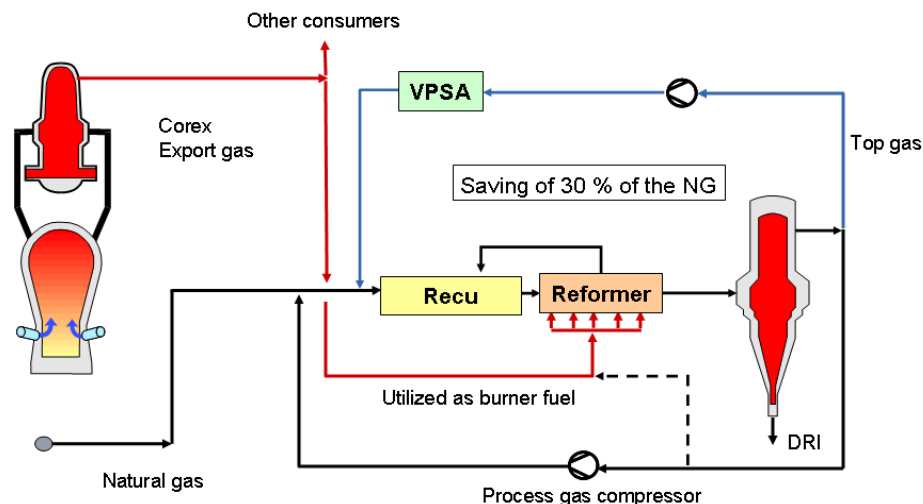 Other consumers
VPSA
Corex
Export gas
Top gas
Saving of 30 % of the NG
Recu
Reformer
Utilized as burner fuel
DRI
Natural gas
Process gas compressor